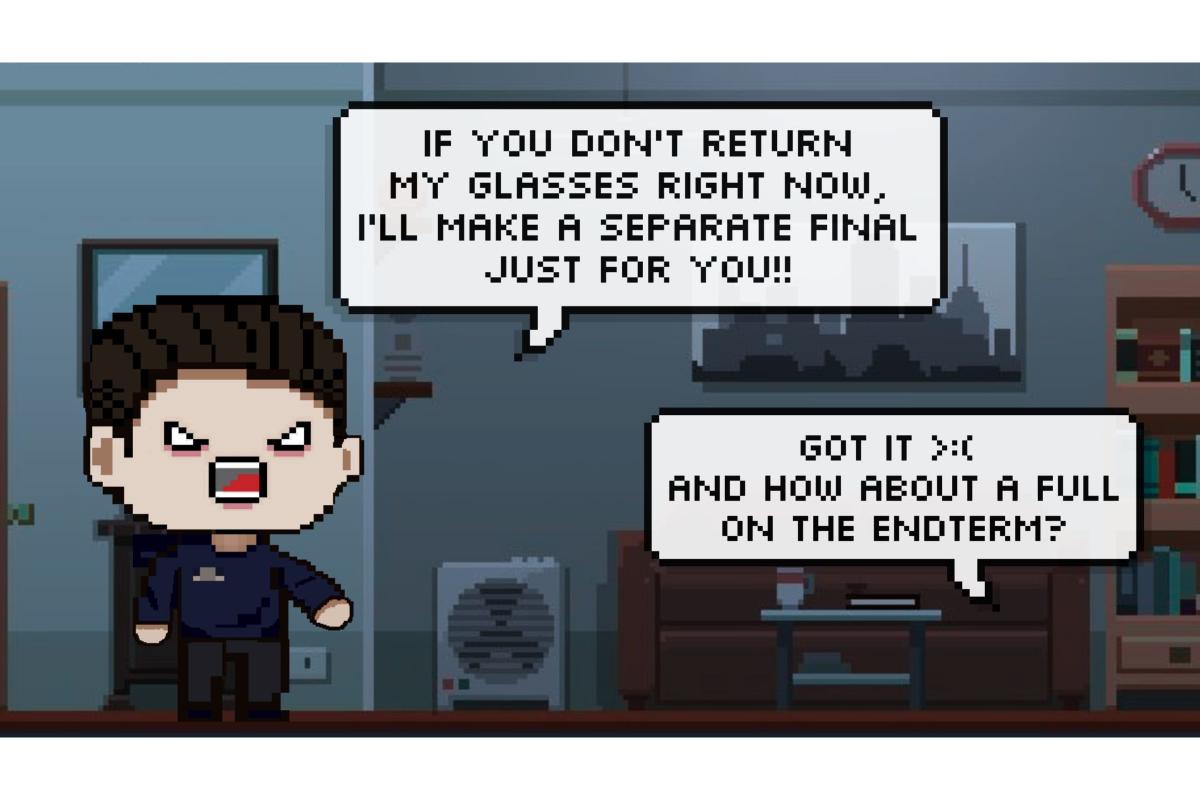 IF YOU DON'T RETURN
MY GLASSES RIGHT NOW,
I'LL MAKE A SEPARATE FINAL
JUST FOR YOU!!
GOT IT >:(
AND HOW ABOUT A FULL
ON THE ENDTERM?